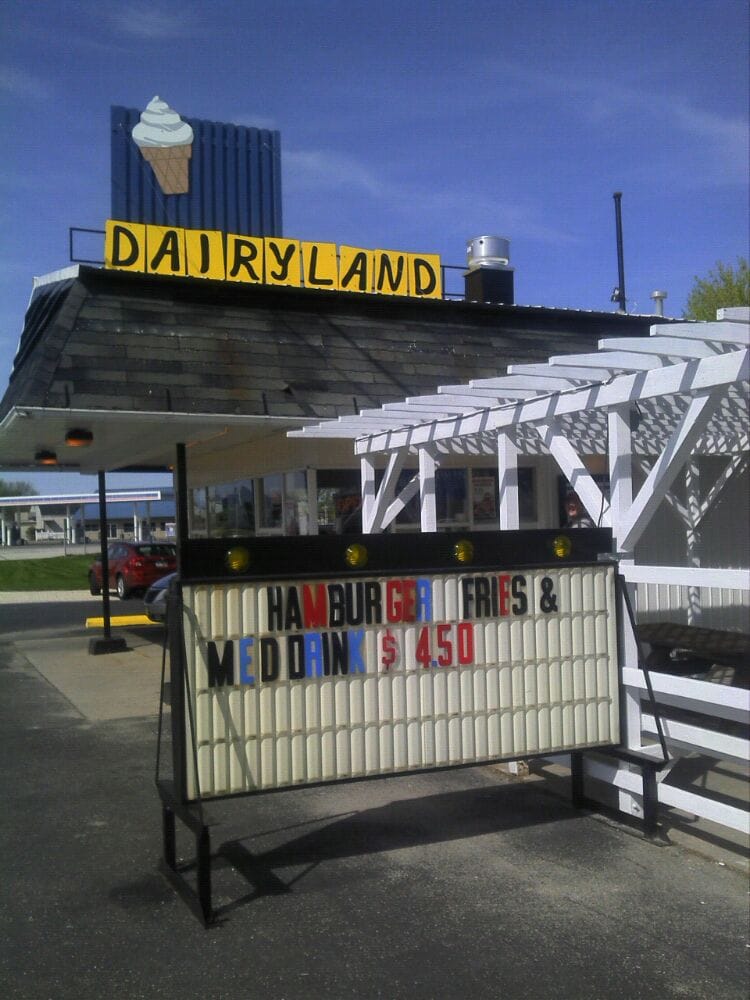 DAIRYLAND
HAMBURGER FRIES &
MED DRINK $ 4.50